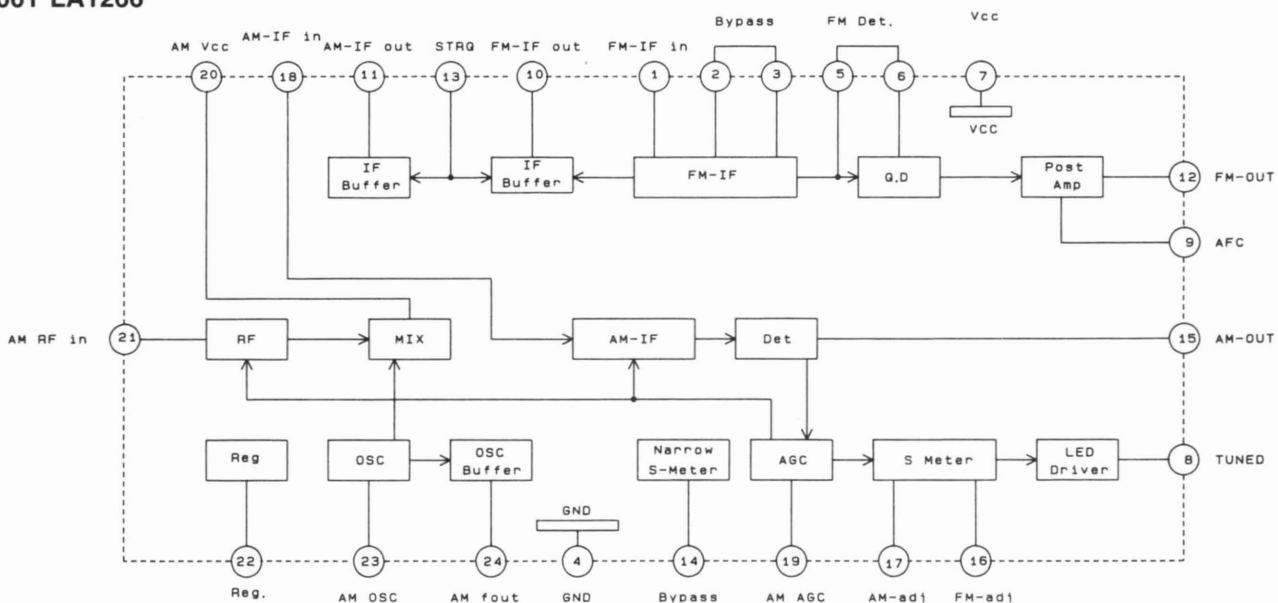 LA1266
Bypass FM Det. Vcc
AM Vcc AM-IF in AM-IF out STRQ FM-IF out FM-IF in
20 18 11 13 10 1 2 3 5 6 7
VCC
IF
Buffer
IF
Buffer
FM-IF
Q.D
Post
Amp
12 FM-OUT
9 AFC
AM RF in 21 RF MIX AM-IF Det 15 AM-OUT
Reg
OSC
OSC
Buffer
Narrow
S-Meter
AGC
S Meter
LED
Driver
8 TUNED
GND
22 23 24 4 14 19 17 16
Reg. AM OSC AM fout GND Bypass AM AGC AM-adj FM-adj